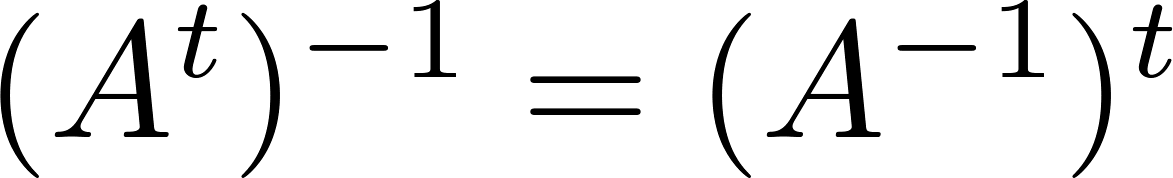 (A^t)^{-1} = (A^{-1})^t